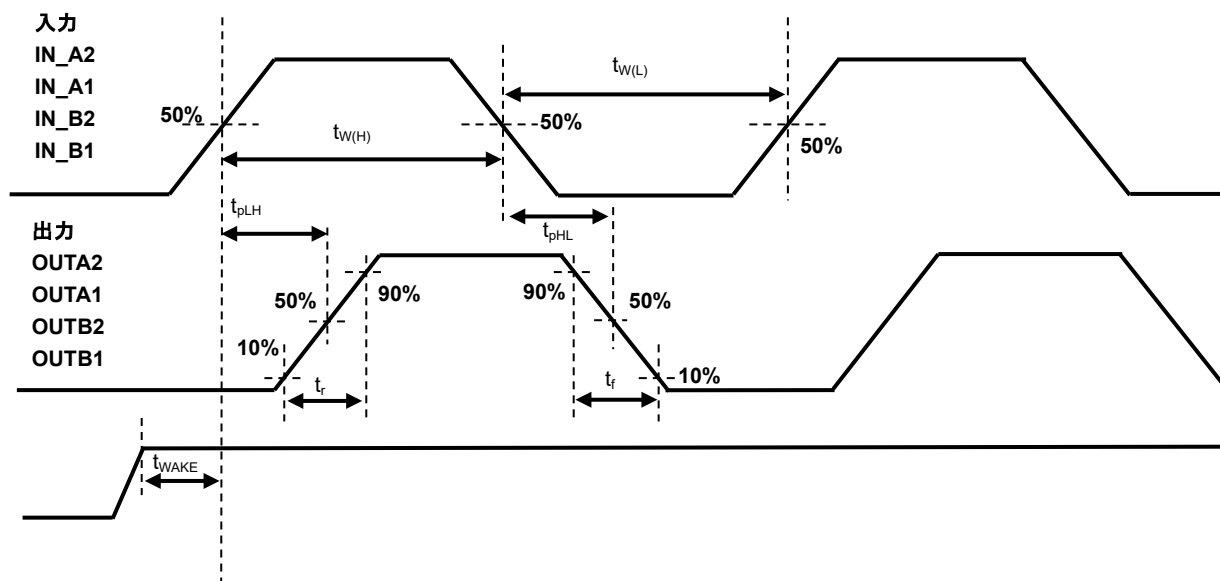 入力
IN_A2
IN_A1
IN_B2
IN_B1
50%
50%
50%
tW(L)
tW(H)
tpLH
tpHL
出力
OUTA2
OUTA1
OUTB2
OUTB1
50%
90%
90%
50%
10%
10%
tr
tf
tWAKE